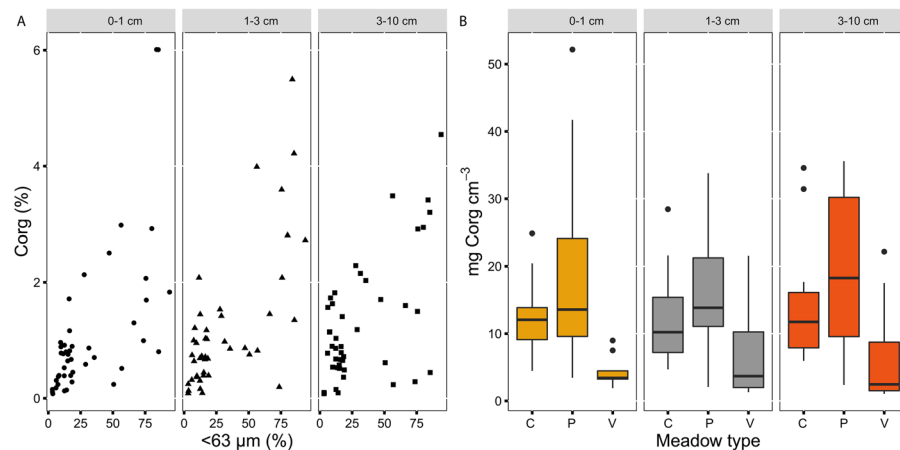 A
0-1 cm
1-3 cm
3-10 cm
Corg (%)
6
4
2
0
0 25 50 75
0 25 50 75
0 25 50 75
<63 µm (%)
B
0-1 cm
1-3 cm
3-10 cm
mg Corg cm⁻³
50
40
30
20
10
0
C P V
C P V
C P V
Meadow type